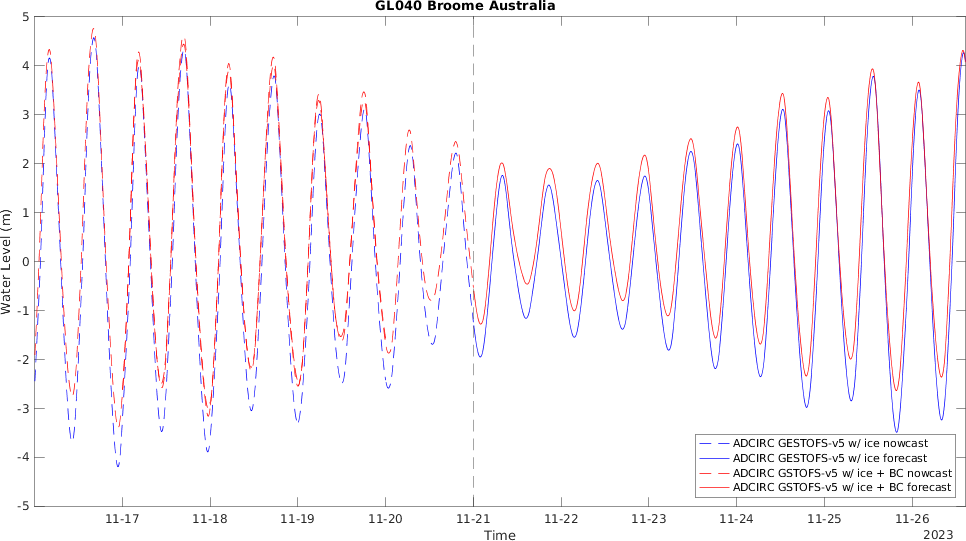 GL040 Broome Australia
Water Level (m)
5
4
3
2
1
0
-1
-2
-3
-4
-5
ADCIRC GESTOFS-v5 w/ ice nowcast
ADCIRC GESTOFS-v5 w/ ice forecast
ADCIRC GSTOFS-v5 w/ ice + BC nowcast
ADCIRC GSTOFS-v5 w/ ice + BC forecast
11-17 11-18 11-19 11-20 11-21 11-22 11-23 11-24 11-25 11-26
Time
2023